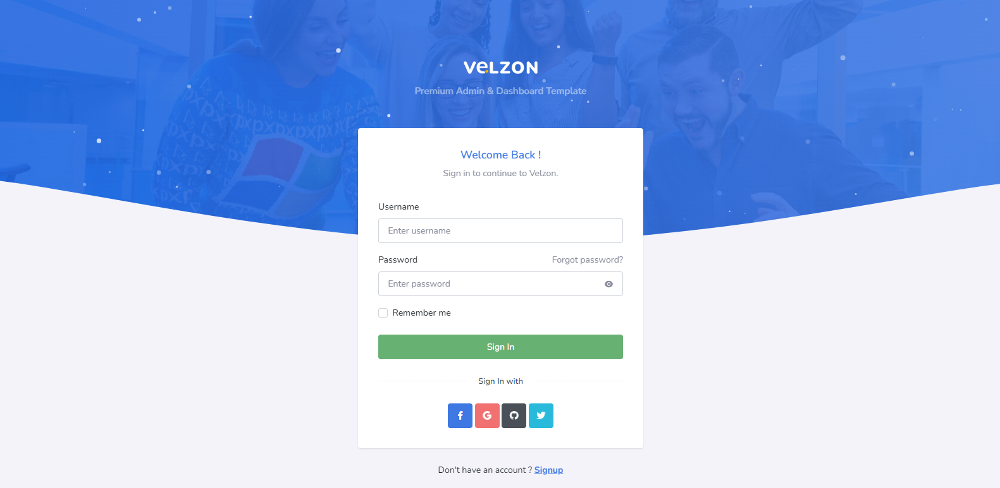 VELZON
Premium Admin & Dashboard Template
Welcome Back !
Sign in to continue to Velzon.
Username
Enter username
Password Forgot password?
Enter password
Remember me
Sign In
Sign In with
Don't have an account ? Signup